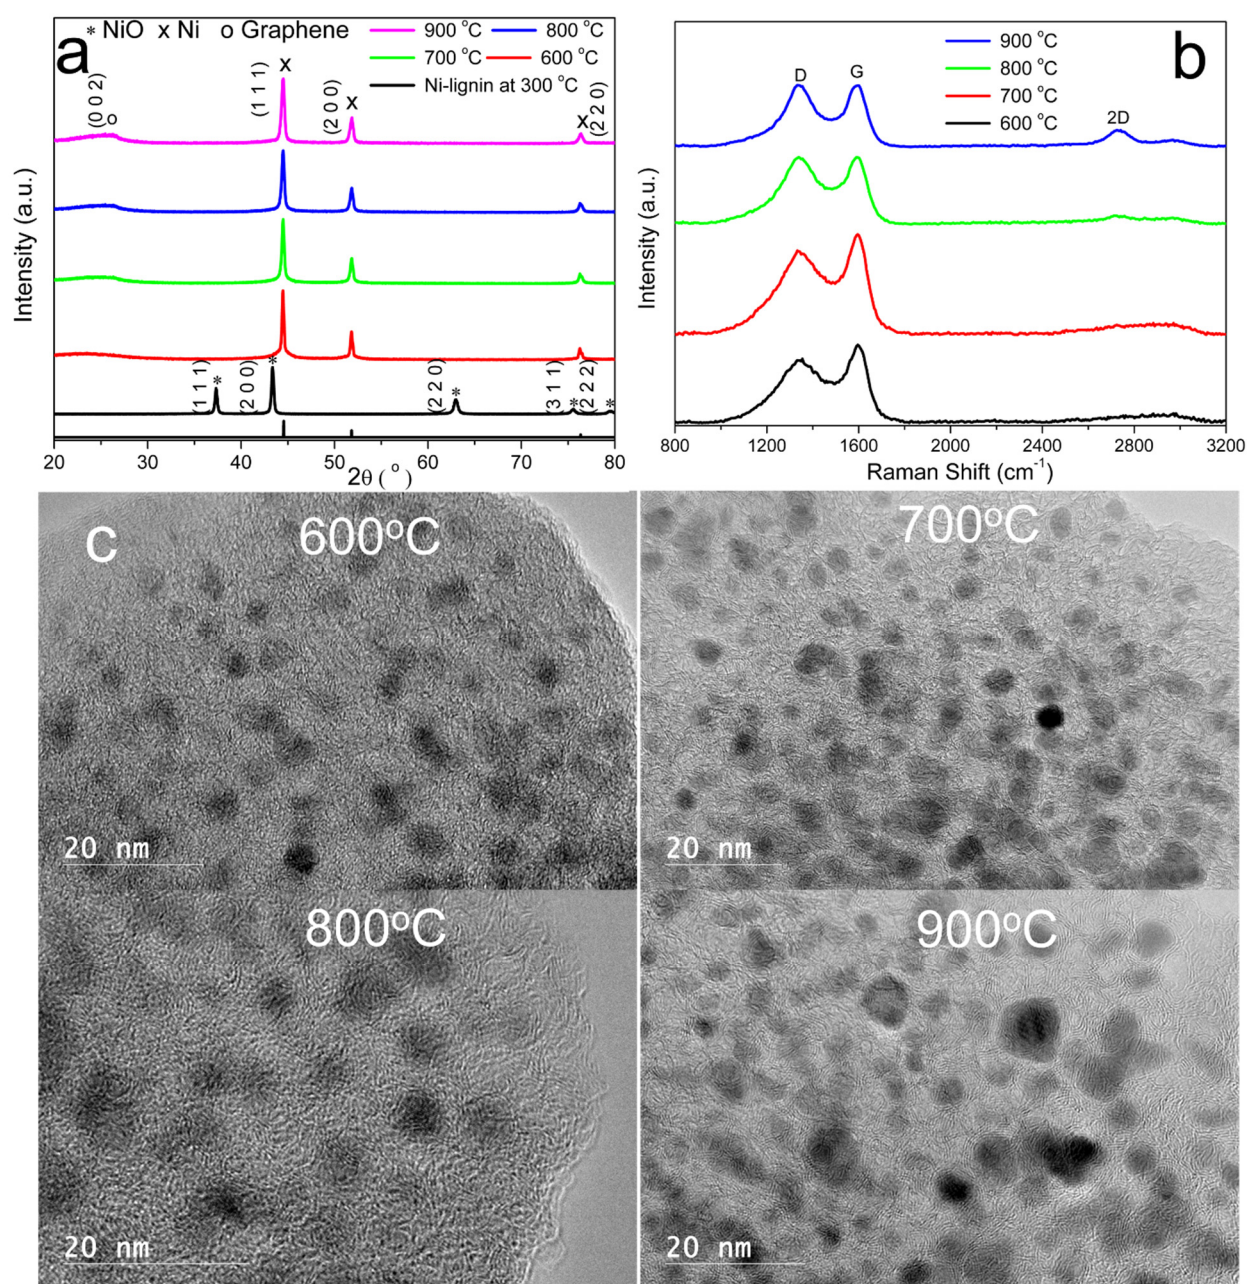 a
* NiO x Ni o Graphene
900 °C
800 °C
700 °C
600 °C
Ni-lignin at 300 °C
(0 0 2)
o
(1 1 1)
x
(2 0 0)
x
x
(2 2 0)
(1 1 1)
*
(2 0 0)
*
(2 2 0)
*
(3 1 1)
*
(2 2 2)
*
Intensity (a.u.)
20 30 40 50 60 70 80
2θ ( ° )
b
900 °C
800 °C
700 °C
600 °C
D
G
2D
Intensity (a.u.)
800 1200 1600 2000 2400 2800 3200
Raman Shift (cm⁻¹)
c
600°C
20 nm
700°C
20 nm
800°C
20 nm
900°C
20 nm